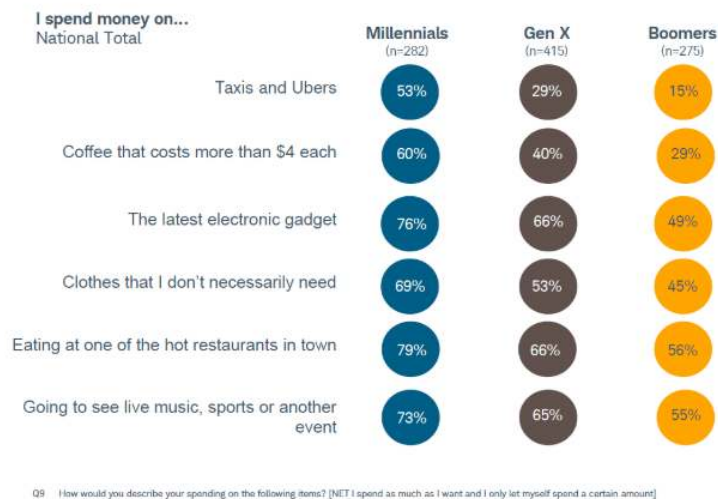 I spend money on...
National Total
Millennials
(n=282)
Gen X
(n=415)
Boomers
(n=275)
Taxis and Ubers
53%
29%
15%
Coffee that costs more than $4 each
60%
40%
29%
The latest electronic gadget
76%
66%
49%
Clothes that I don't necessarily need
69%
53%
45%
Eating at one of the hot restaurants in town
79%
66%
56%
Going to see live music, sports or another
event
73%
65%
55%
Q9 How would you describe your spending on the following items? [NET I spend as much as I want and I only let myself spend a certain amount]